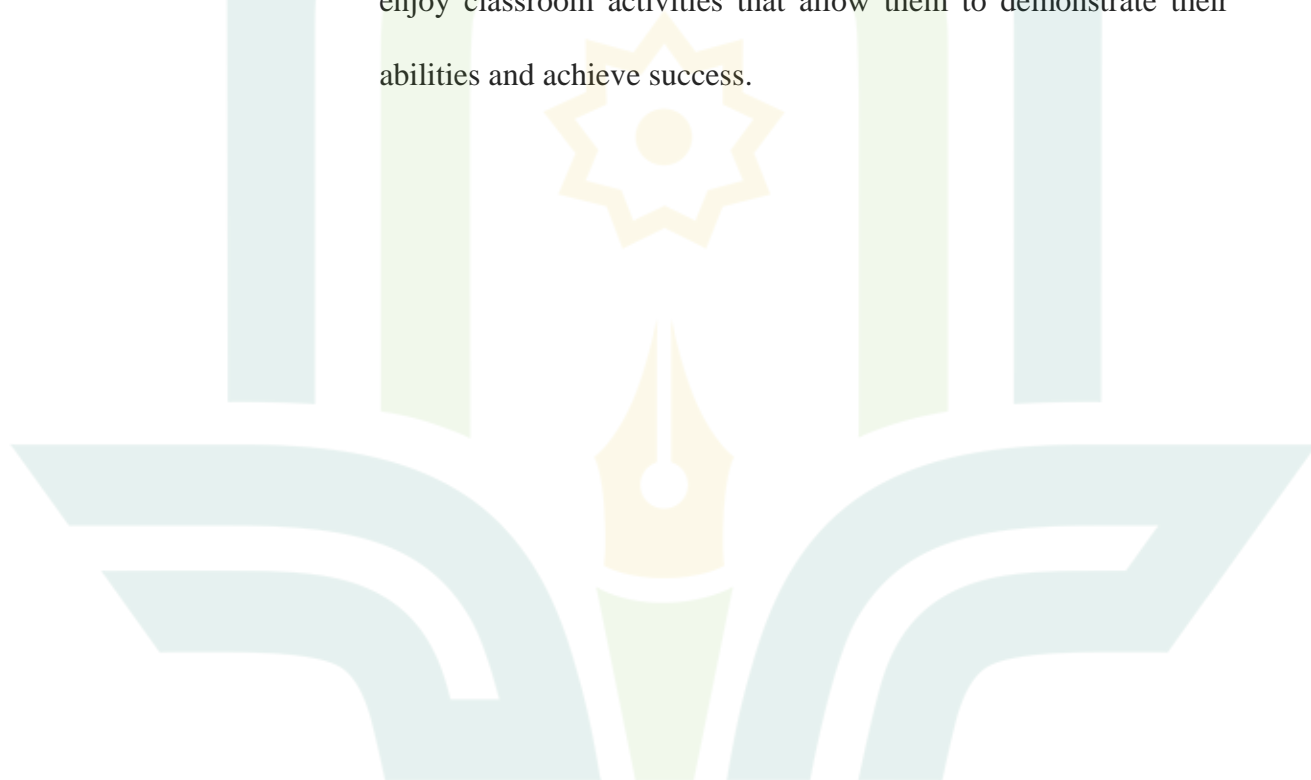 enjoy classroom activities that allow them to demonstrate their
abilities and achieve success.